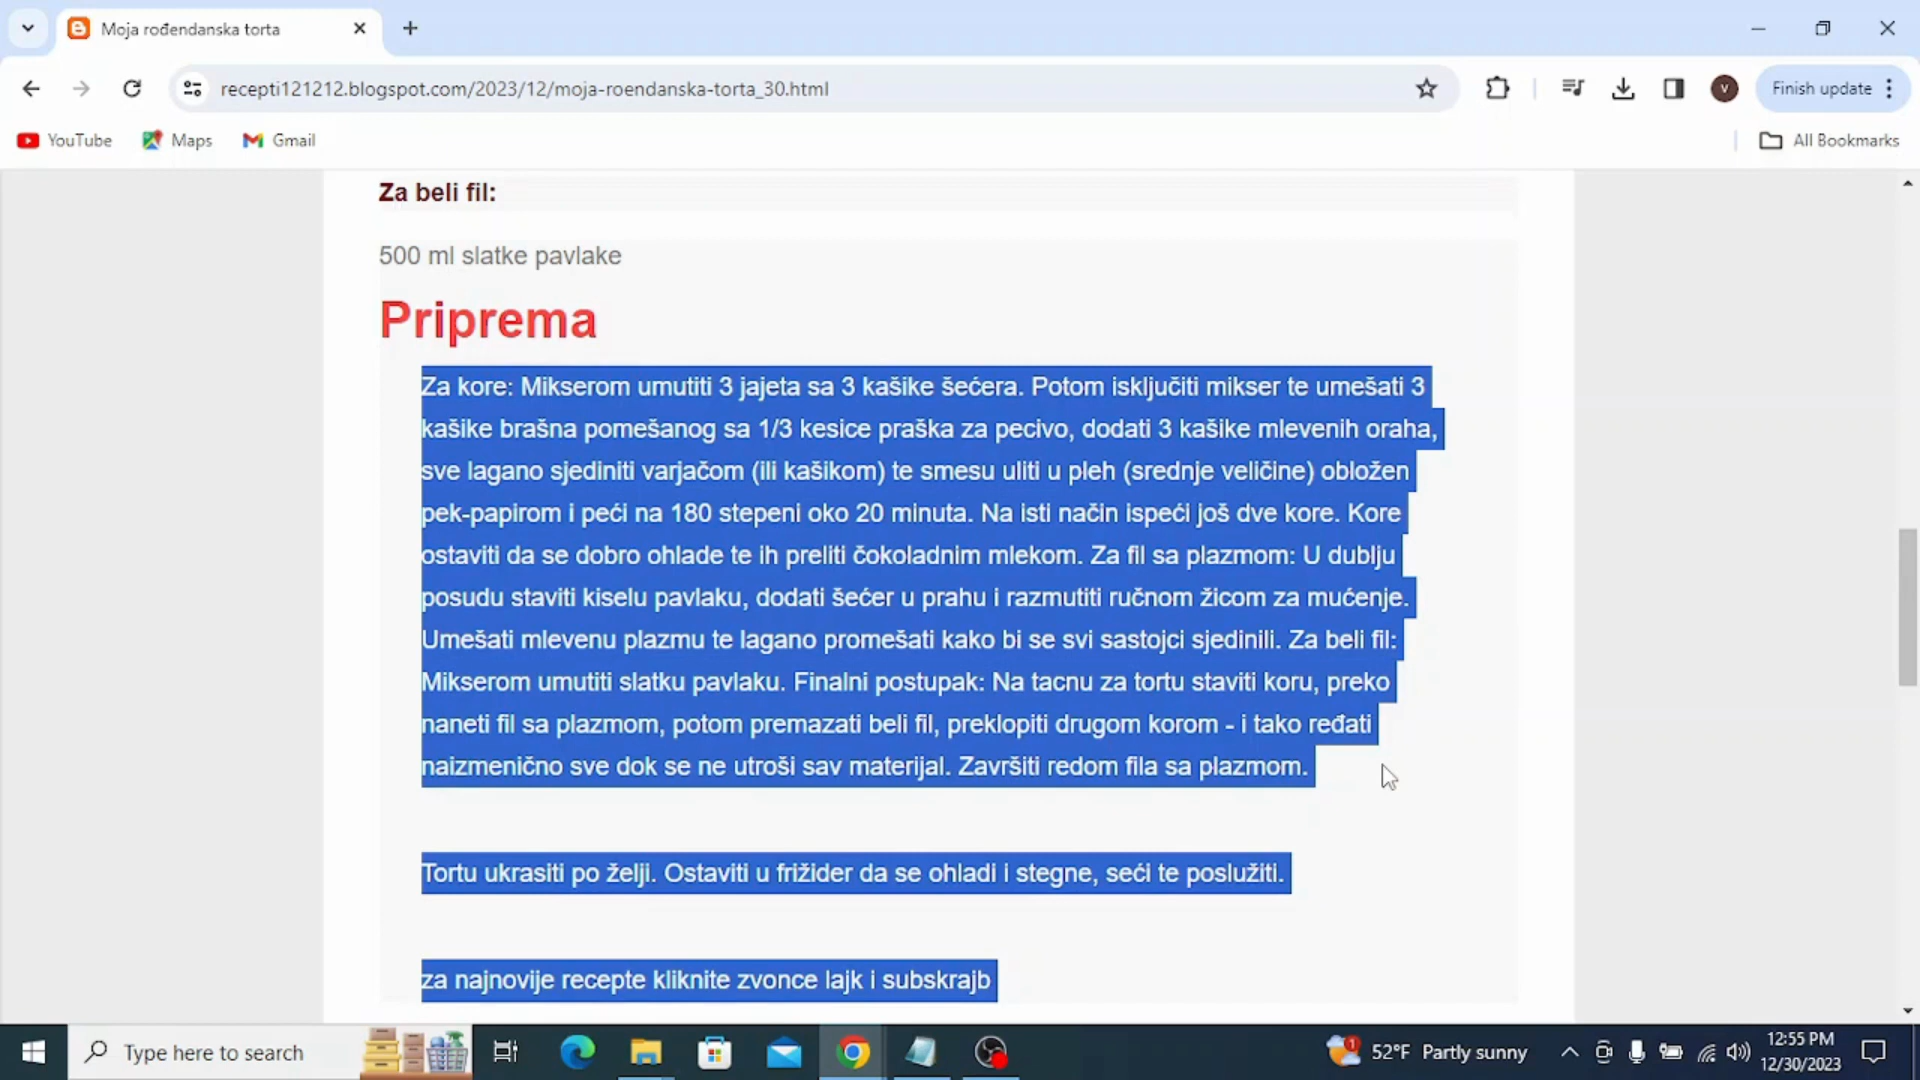 Moja rođendanska torta
recepti121212.blogspot.com/2023/12/moja-roendanska-torta_30.html
V
Finish update
YouTube
Maps
Gmail
All Bookmarks
Za beli fil:
500 ml slatke pavlake
Priprema
Za kore: Mikserom umutiti 3 jajeta sa 3 kašike šećera. Potom isključiti mikser te umešati 3
kašike brašna pomešanog sa 1/3 kesice praška za pecivo, dodati 3 kašike mlevenih oraha,
sve lagano sjediniti varjačom (ili kašikom) te smesu uliti u pleh (srednje veličine) obložen
pek-papirom i peći na 180 stepeni oko 20 minuta. Na isti način ispeći još dve kore. Kore
ostaviti da se dobro ohlade te ih preliti čokoladnim mlekom. Za fil sa plazmom: U dublju
posudu staviti kiselu pavlaku, dodati šećer u prahu i razmutiti ručnom žicom za mućenje.
Umešati mlevenu plazmu te lagano promešati kako bi se svi sastojci sjedinili. Za beli fil:
Mikserom umutiti slatku pavlaku. Finalni postupak: Na tacnu za tortu staviti koru, preko
naneti fil sa plazmom, potom premazati beli fil, preklopiti drugom korom - i tako ređati
naizmenično sve dok se ne utroši sav materijal. Završiti redom fila sa plazmom.
Tortu ukrasiti po želji. Ostaviti u frižider da se ohladi i stegne, seći te poslužiti.
za najnovije recepte kliknite zvonce lajk i subskrajb
Type here to search
1
52°F Partly sunny
12:55 PM
12/30/2023